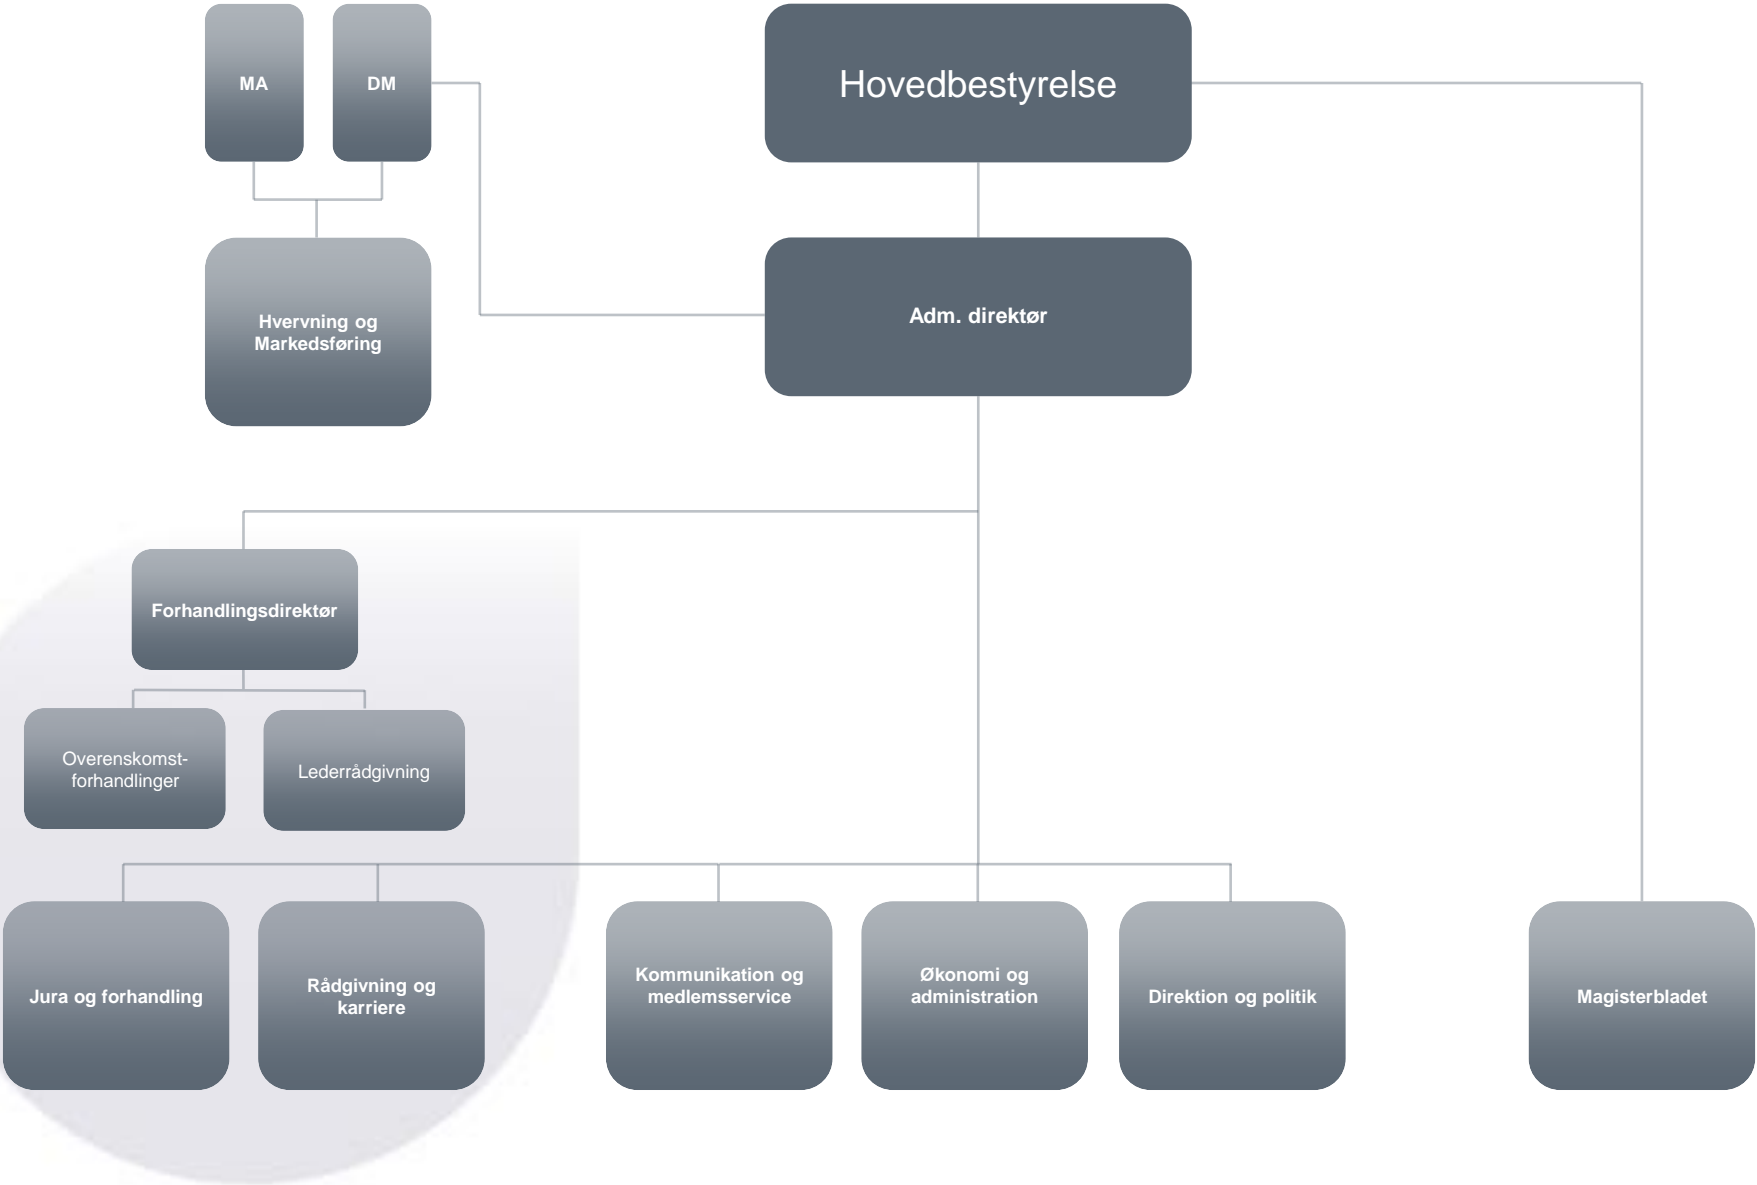 MA
DM
Hovedbestyrelse
Hvervning og
Markedsføring
Adm. direktør
Forhandlingsdirektør
Overenskomst-
forhandlinger
Lederrådgivning
Jura og forhandling
Rådgivning og
karriere
Kommunikation og
medlemsservice
Økonomi og
administration
Direktion og politik
Magisterbladet